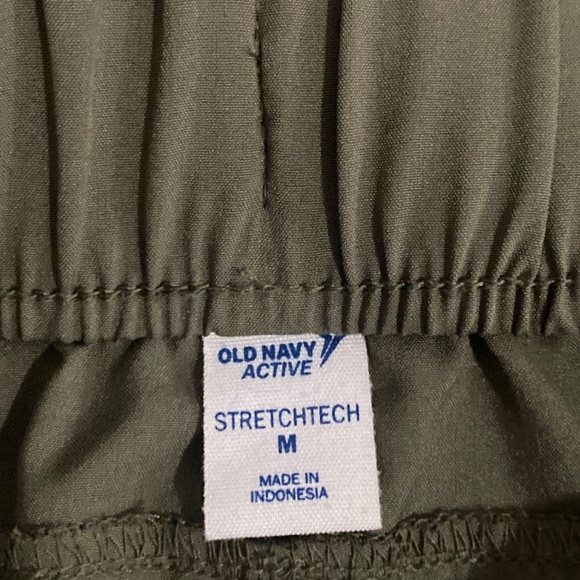 OLD NAVY
ACTIVE
STRETCHTECH
M
MADE IN
INDONESIA